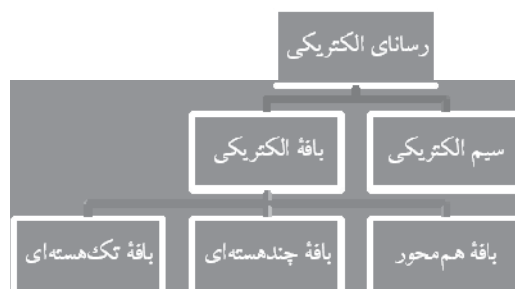 رسانای الکتریکی
سیم الکتریکی
بافهٔ الکتریکی
بافهٔ هم‌محور
بافهٔ چندهسته‌ای
بافهٔ تک‌هسته‌ای